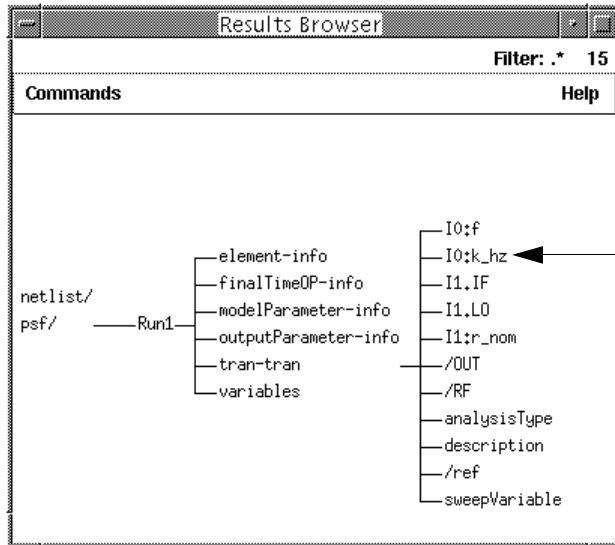 Results Browser
Filter: .* 15
Commands Help
I0:f
element-info I0:k_hz
finalTimeOP-info I1.IF
netlist/ modelParameter-info I1.LO
psf/ Run1 outputParameter-info I1:r_nom
tran-tran /OUT
variables /RF
analysisType
description
/ref
sweepVariable